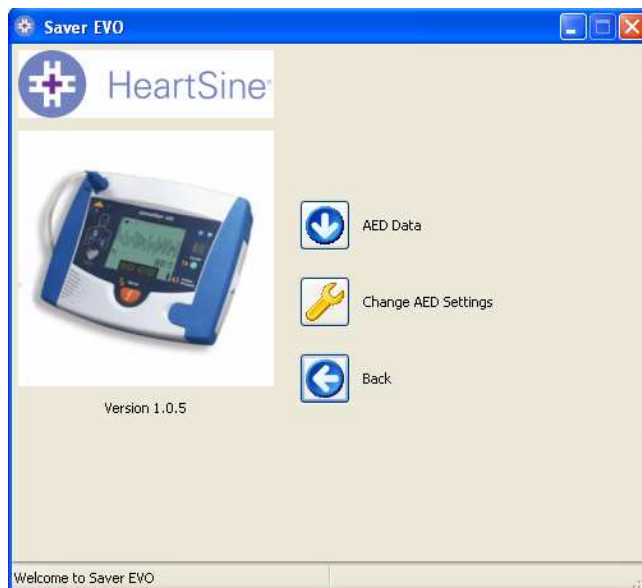 Saver EVO
HeartSine®
AED Data
Change AED Settings
Back
Version 1.0.5
Welcome to Saver EVO